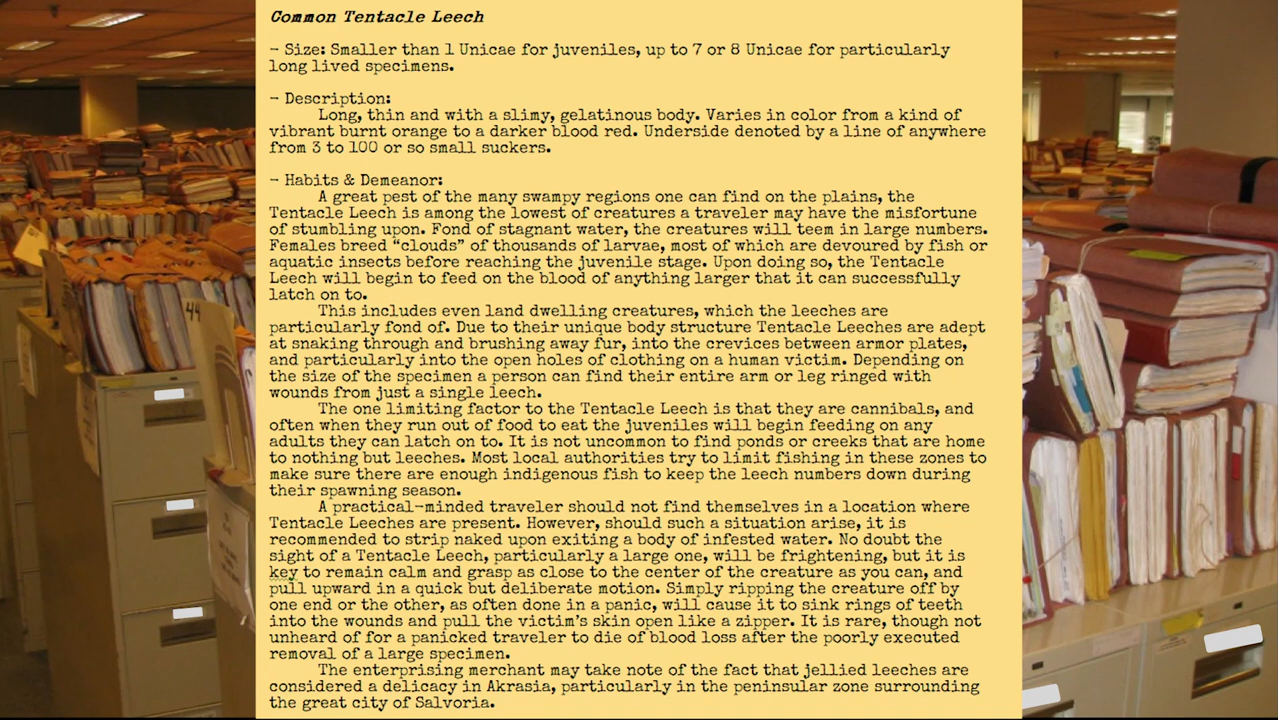 Common Tentacle Leech
- Size: Smaller than 1 Unicae for juveniles, up to 7 or 8 Unicae for particularly
long lived specimens.
- Description:
Long, thin and with a slimy, gelatinous body. Varies in color from a kind of
vibrant burnt orange to a darker blood red. Underside denoted by a line of anywhere
from 3 to 100 or so small suckers.
- Habits & Demeanor:
A great pest of the many swampy regions one can find on the plains, the
Tentacle Leech is among the lowest of creatures a traveler may have the misfortune
of stumbling upon. Fond of stagnant water, the creatures will teem in large numbers.
Females breed “clouds” of thousands of larvae, most of which are devoured by fish or
aquatic insects before reaching the juvenile stage. Upon doing so, the Tentacle
Leech will begin to feed on the blood of anything larger that it can successfully
latch on to.
This includes even land dwelling creatures, which the leeches are
particularly fond of. Due to their unique body structure Tentacle Leeches are adept
at snaking through and brushing away fur, into the crevices between armor plates,
and particularly into the open holes of clothing on a human victim. Depending on
the size of the specimen a person can find their entire arm or leg ringed with
wounds from just a single leech.
The one limiting factor to the Tentacle Leech is that they are cannibals, and
often when they run out of food to eat the juveniles will begin feeding on any
adults they can latch on to. It is not uncommon to find ponds or creeks that are home
to nothing but leeches. Most local authorities try to limit fishing in these zones to
make sure there are enough indigenous fish to keep the leech numbers down during
their spawning season.
A practical-minded traveler should not find themselves in a location where
Tentacle Leeches are present. However, should such a situation arise, it is
recommended to strip naked upon exiting a body of infested water. No doubt the
sight of a Tentacle Leech, particularly a large one, will be frightening, but it is
key to remain calm and grasp as close to the center of the creature as you can, and
pull upward in a quick but deliberate motion. Simply ripping the creature off by
one end or the other, as often done in a panic, will cause it to sink rings of teeth
into the wounds and pull the victim’s skin open like a zipper. It is rare, though not
unheard of for a panicked traveler to die of blood loss after the poorly executed
removal of a large specimen.
The enterprising merchant may take note of the fact that jellied leeches are
considered a delicacy in Akrasia, particularly in the peninsular zone surrounding
the great city of Salvoria.
44